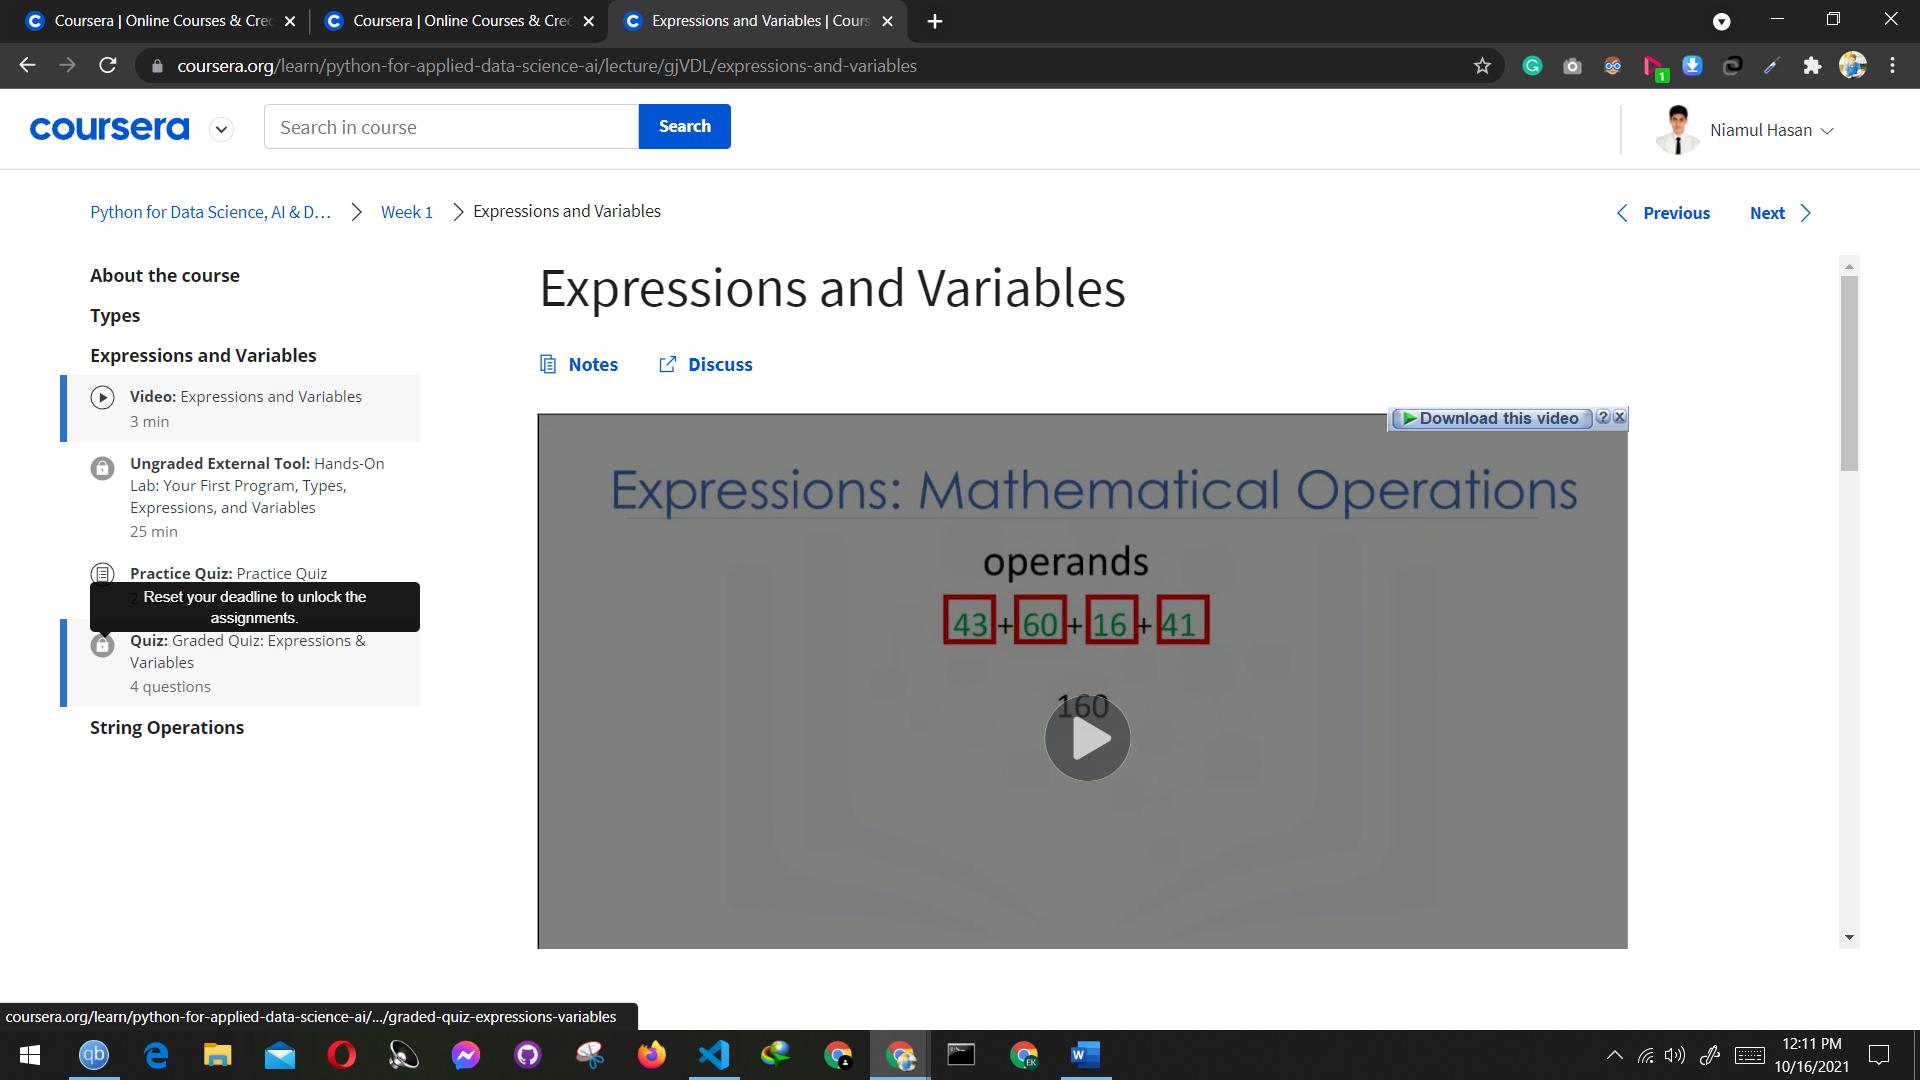 Coursera | Online Courses & Cre
Coursera | Online Courses & Cre
Expressions and Variables | Cours
coursera.org/learn/python-for-applied-data-science-ai/lecture/gjVDL/expressions-and-variables
1
coursera
Search in course
Search
Niamul Hasan
Python for Data Science, AI & D...
Week 1
Expressions and Variables
Previous
Next
About the course
Types
Expressions and Variables
Video: Expressions and Variables
3 min
Ungraded External Tool: Hands-On
Lab: Your First Program, Types,
Expressions, and Variables
25 min
Practice Quiz: Practice Quiz
Reset your deadline to unlock the
assignments.
Quiz: Graded Quiz: Expressions &
Variables
4 questions
String Operations
Expressions and Variables
Notes
Discuss
Download this video
?
Expressions: Mathematical Operations
operands
43 + 60 + 16 + 41
160
coursera.org/learn/python-for-applied-data-science-ai/.../graded-quiz-expressions-variables
qb
EK
W
12:11 PM
10/16/2021